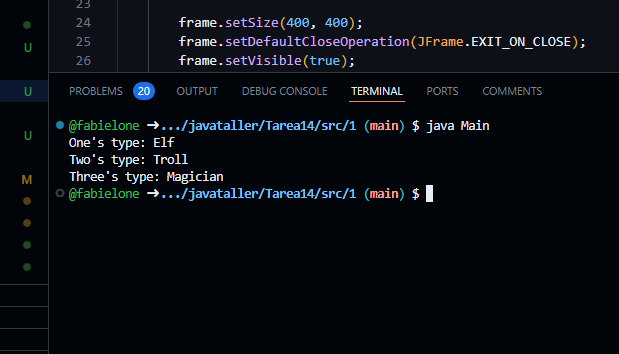 23
24 frame.setSize(400, 400);
25 frame.setDefaultCloseOperation(JFrame.EXIT_ON_CLOSE);
U
26 frame.setVisible(true);
U
PROBLEMS 20 OUTPUT DEBUG CONSOLE TERMINAL PORTS COMMENTS
@fabielone ➜.../javataller/Tarea14/src/1 (main) $ java Main
U
One's type: Elf
Two's type: Troll
Three's type: Magician
M
@fabielone ➜.../javataller/Tarea14/src/1 (main) $